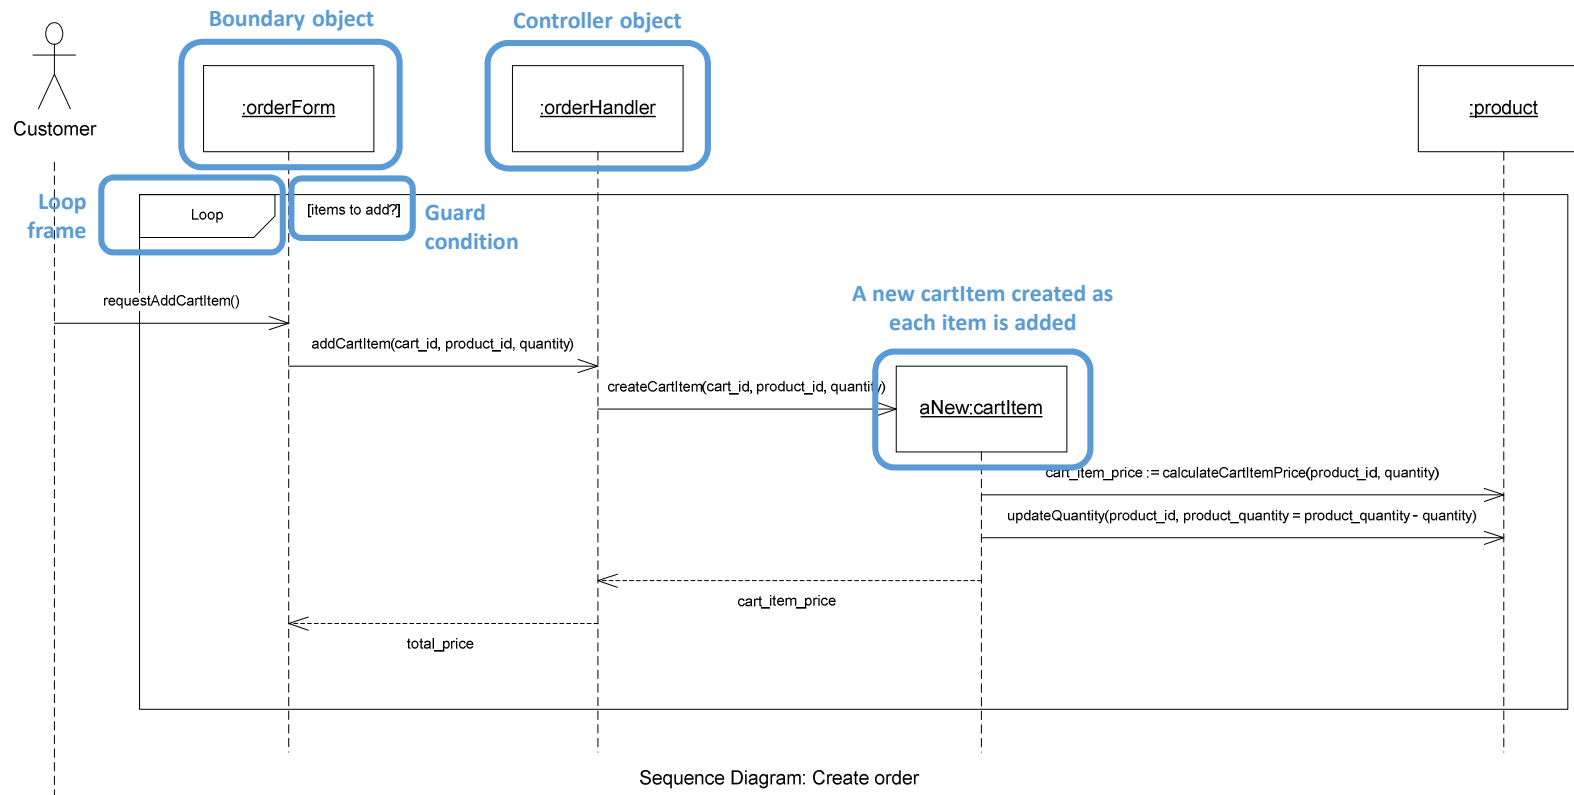 Boundary object
Controller object
:orderForm
:orderHandler
:product
Customer
Loop
frame
Loop
[items to add?]
Guard
condition
requestAddCartItem()
A new cartItem created as
each item is added
addCartItem(cart_id, product_id, quantity)
createCartItem(cart_id, product_id, quantity)
aNew:cartItem
cart_item_price := calculateCartItemPrice(product_id, quantity)
updateQuantity(product_id, product_quantity = product_quantity - quantity)
cart_item_price
total_price
Sequence Diagram: Create order